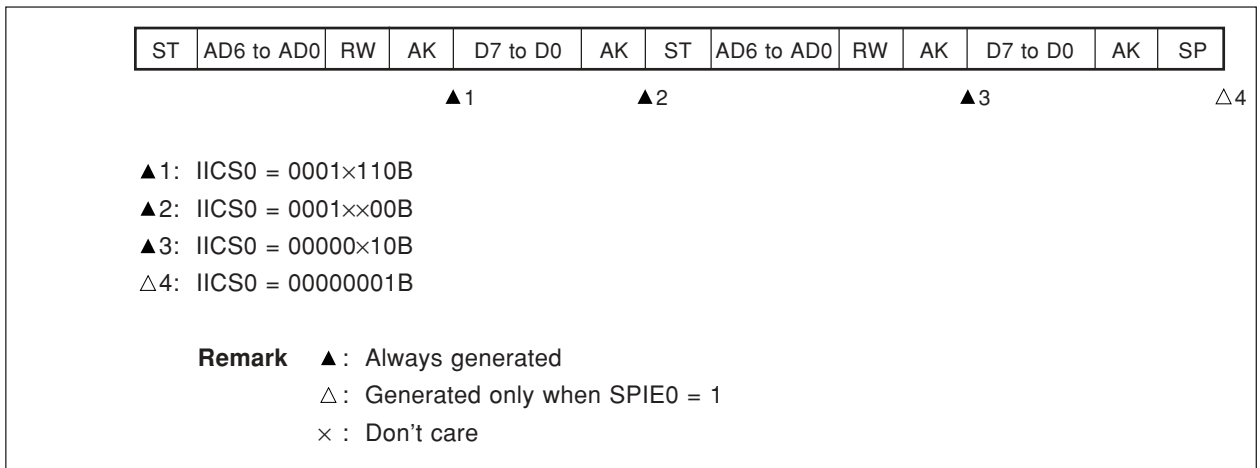 ST AD6 to AD0 RW AK D7 to D0 AK ST AD6 to AD0 RW AK D7 to D0 AK SP
▲1 ▲2 ▲3 △4
▲1: IICS0 = 0001×110B
▲2: IICS0 = 0001××00B
▲3: IICS0 = 00000×10B
△4: IICS0 = 00000001B
Remark ▲: Always generated
△: Generated only when SPIE0 = 1
×: Don't care